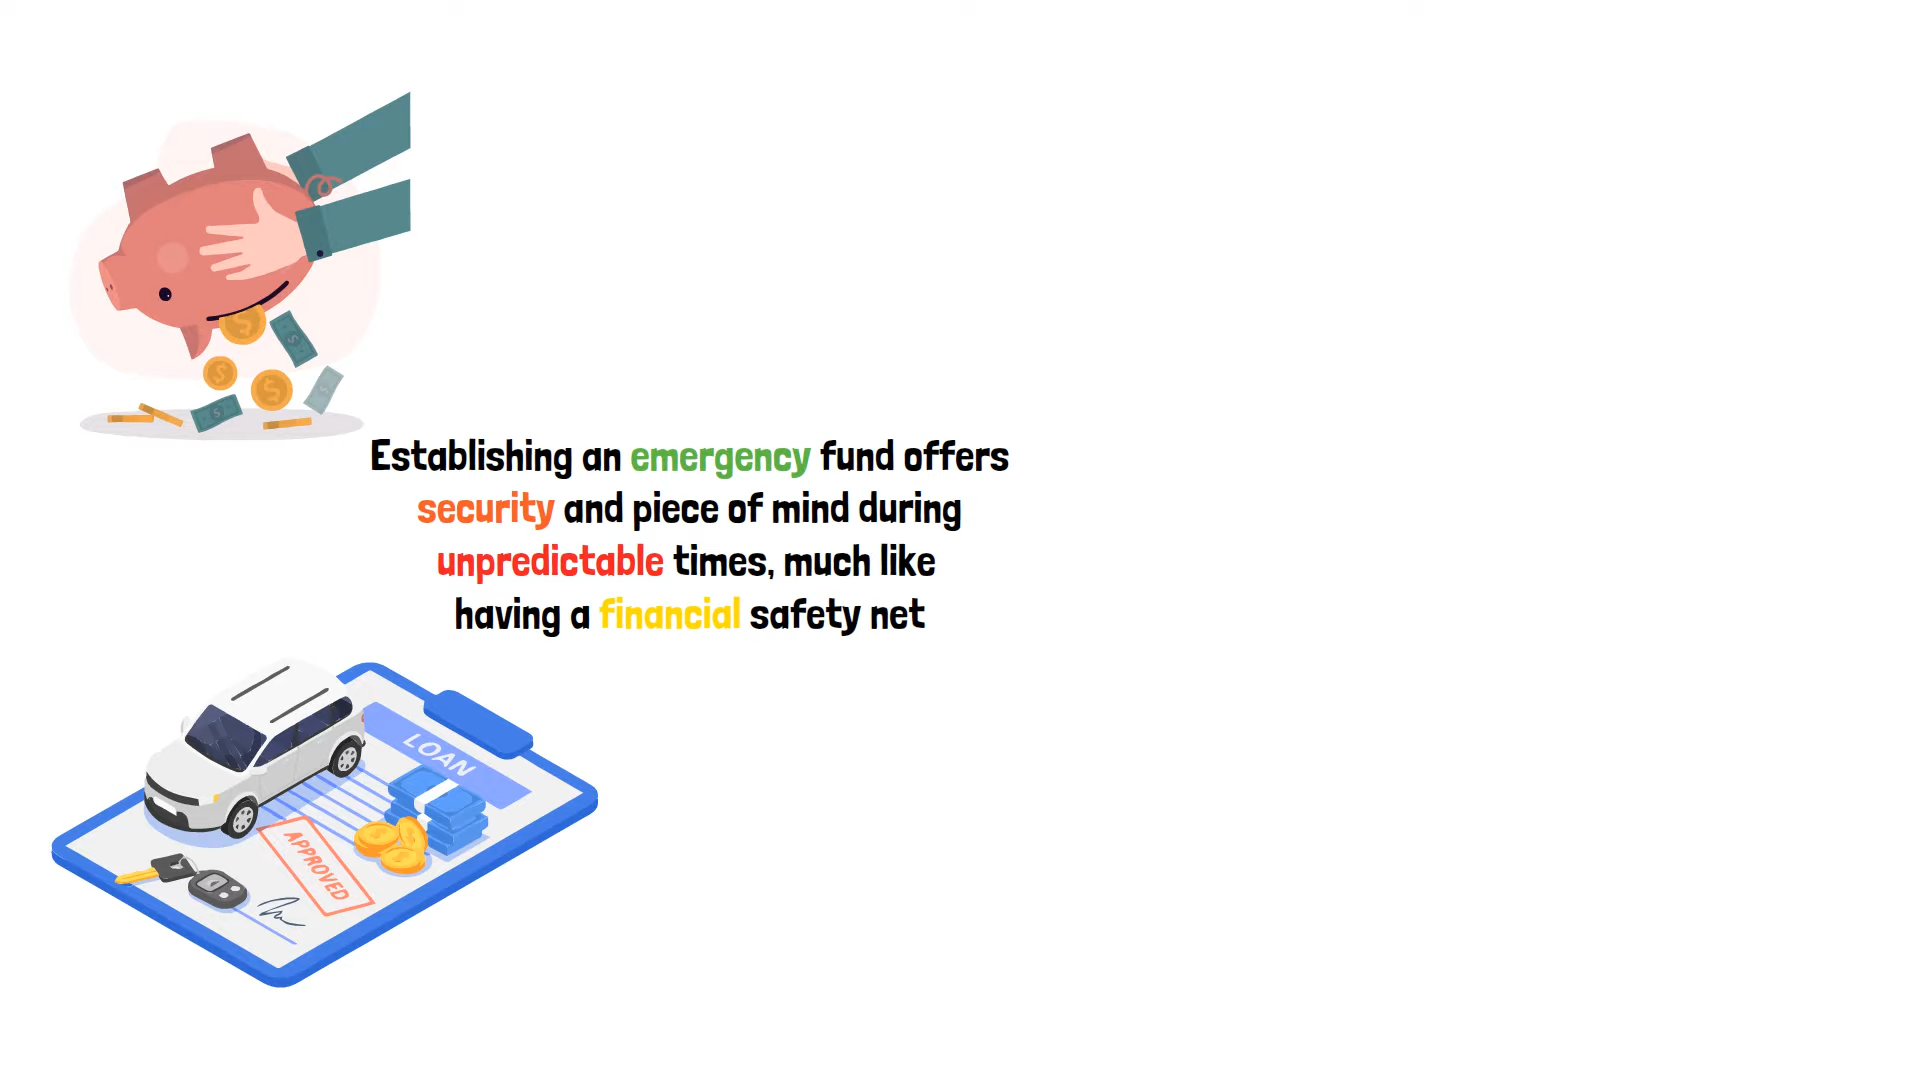 Establishing an emergency fund offers
security and piece of mind during
unpredictable times, much like
having a financial safety net
LOAN
APPROVED